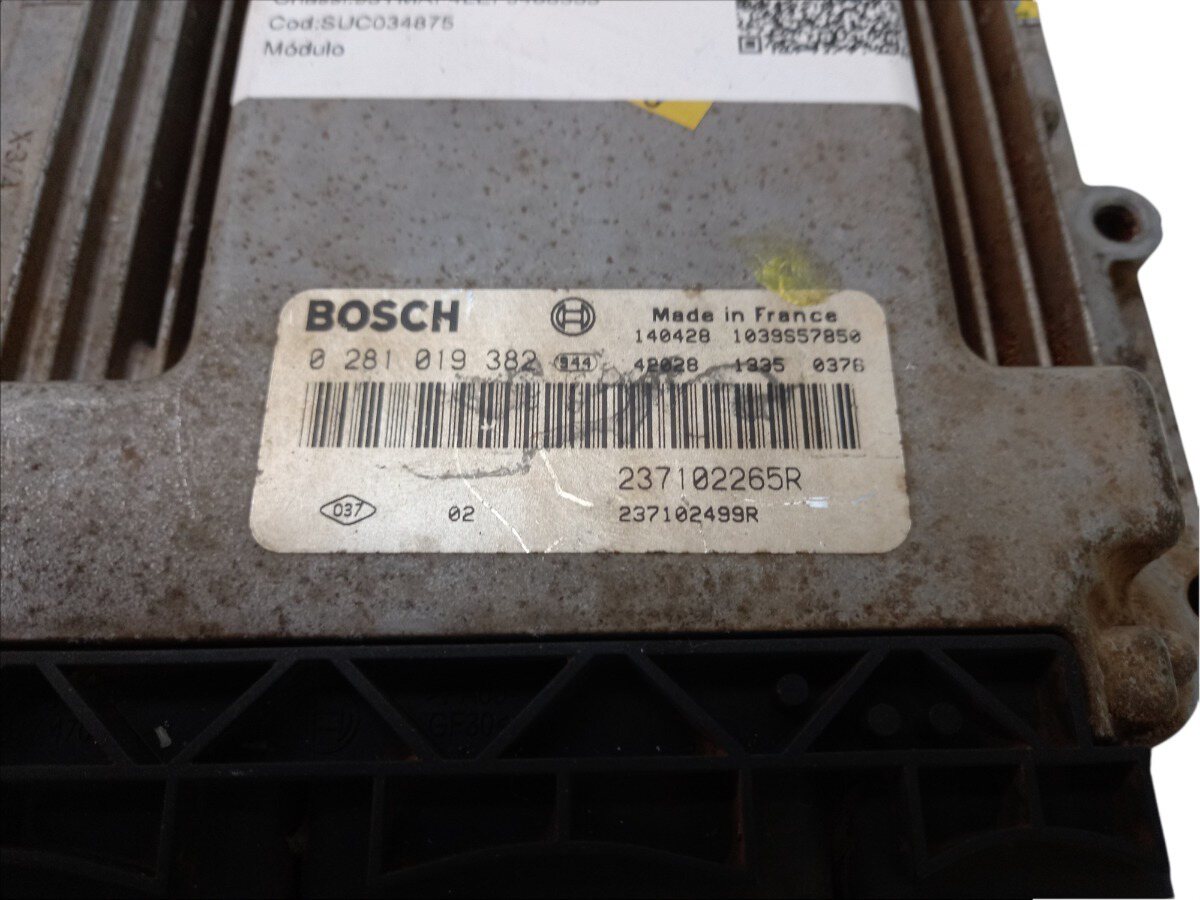 Cod:SUC034875
Módulo
BOSCH
Made in France
140428 1039S57850
0 281 019 382 944 42028 1335 0376
237102265R
037 02 237102499R